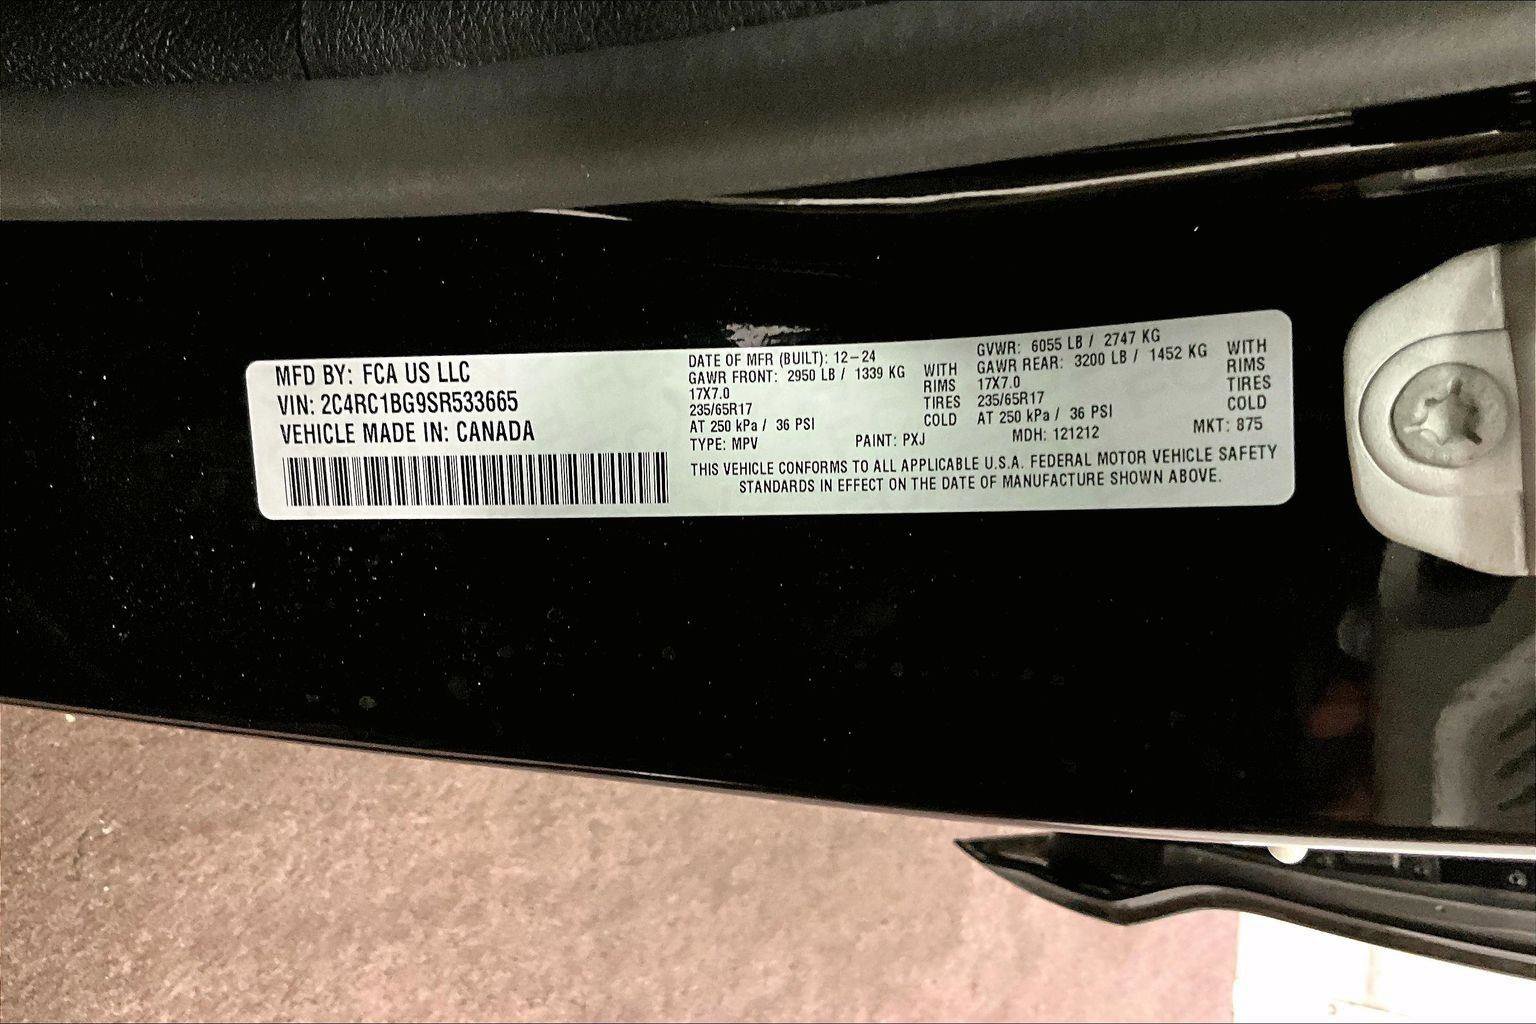 MFD BY: FCA US LLC
VIN: 2C4RC1BG9SR533665
VEHICLE MADE IN: CANADA
DATE OF MFR (BUILT): 12-24
GAWR FRONT: 2950 LB / 1339 KG WITH
17X7.0 RIMS
235/65R17 TIRES
AT 250 kPa / 36 PSI COLD
GVWR: 6055 LB / 2747 KG
GAWR REAR: 3200 LB / 1452 KG WITH
17X7.0 RIMS
235/65R17 TIRES
AT 250 kPa / 36 PSI COLD
TYPE: MPV PAINT: PXJ MDH: 121212 MKT: 875
THIS VEHICLE CONFORMS TO ALL APPLICABLE U.S.A. FEDERAL MOTOR VEHICLE SAFETY
STANDARDS IN EFFECT ON THE DATE OF MANUFACTURE SHOWN ABOVE.